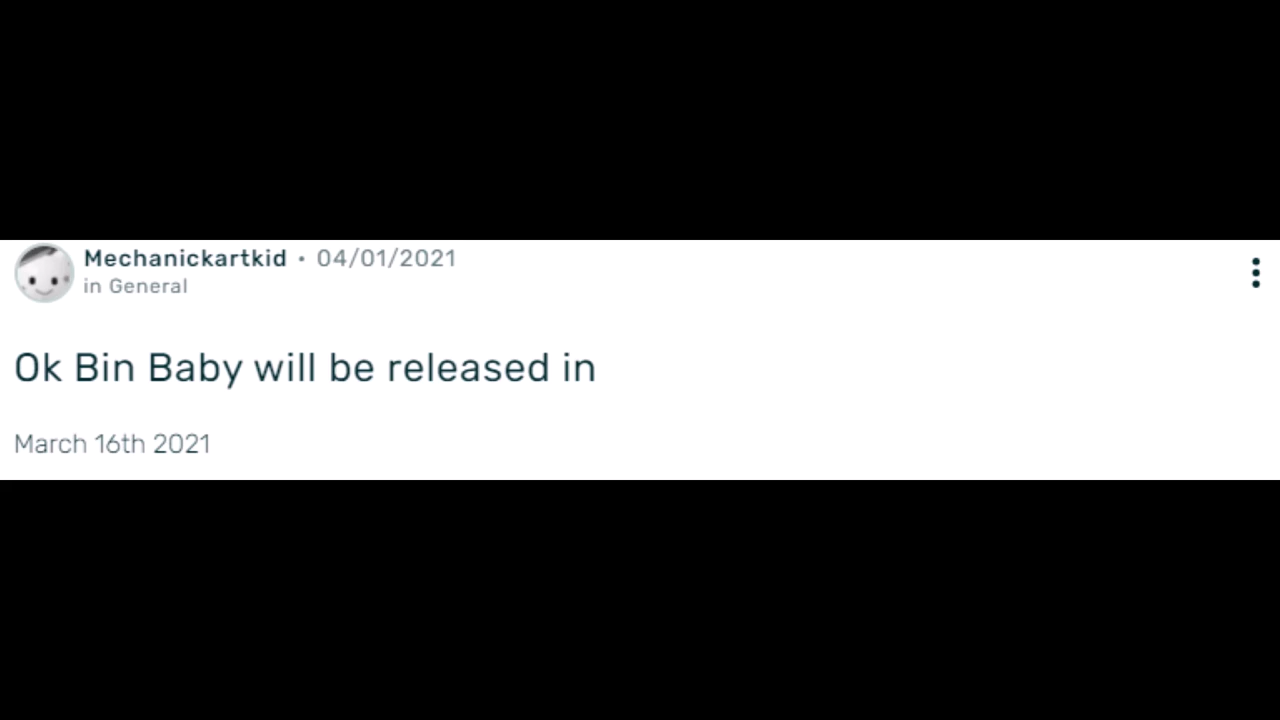 Mechanickartkid • 04/01/2021
in General
Ok Bin Baby will be released in
March 16th 2021